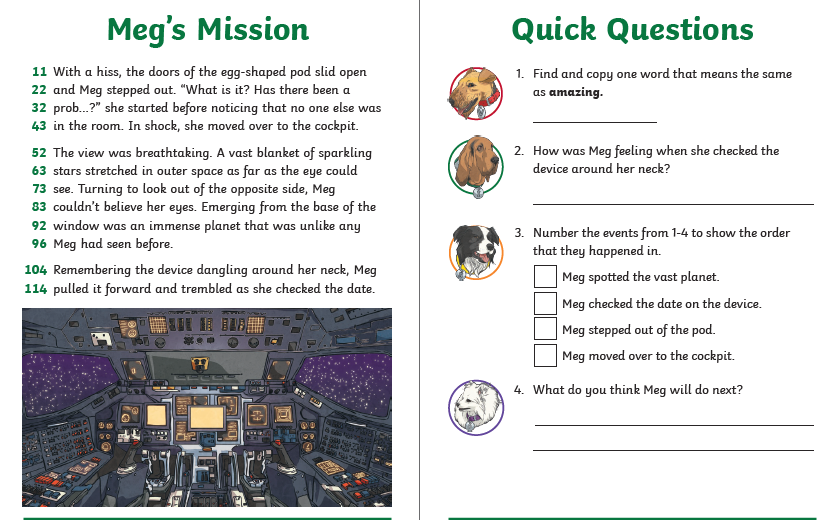 Meg's Mission
11 With a hiss, the doors of the egg-shaped pod slid open
22 and Meg stepped out. “What is it? Has there been a
32 prob...?” she started before noticing that no one else was
43 in the room. In shock, she moved over to the cockpit.
52 The view was breathtaking. A vast blanket of sparkling
63 stars stretched in outer space as far as the eye could
73 see. Turning to look out of the opposite side, Meg
83 couldn't believe her eyes. Emerging from the base of the
92 window was an immense planet that was unlike any
96 Meg had seen before.
104 Remembering the device dangling around her neck, Meg
114 pulled it forward and trembled as she checked the date.
Quick Questions
1. Find and copy one word that means the same
as amazing.
2. How was Meg feeling when she checked the
device around her neck?
3. Number the events from 1-4 to show the order
that they happened in.
Meg spotted the vast planet.
Meg checked the date on the device.
Meg stepped out of the pod.
Meg moved over to the cockpit.
4. What do you think Meg will do next?